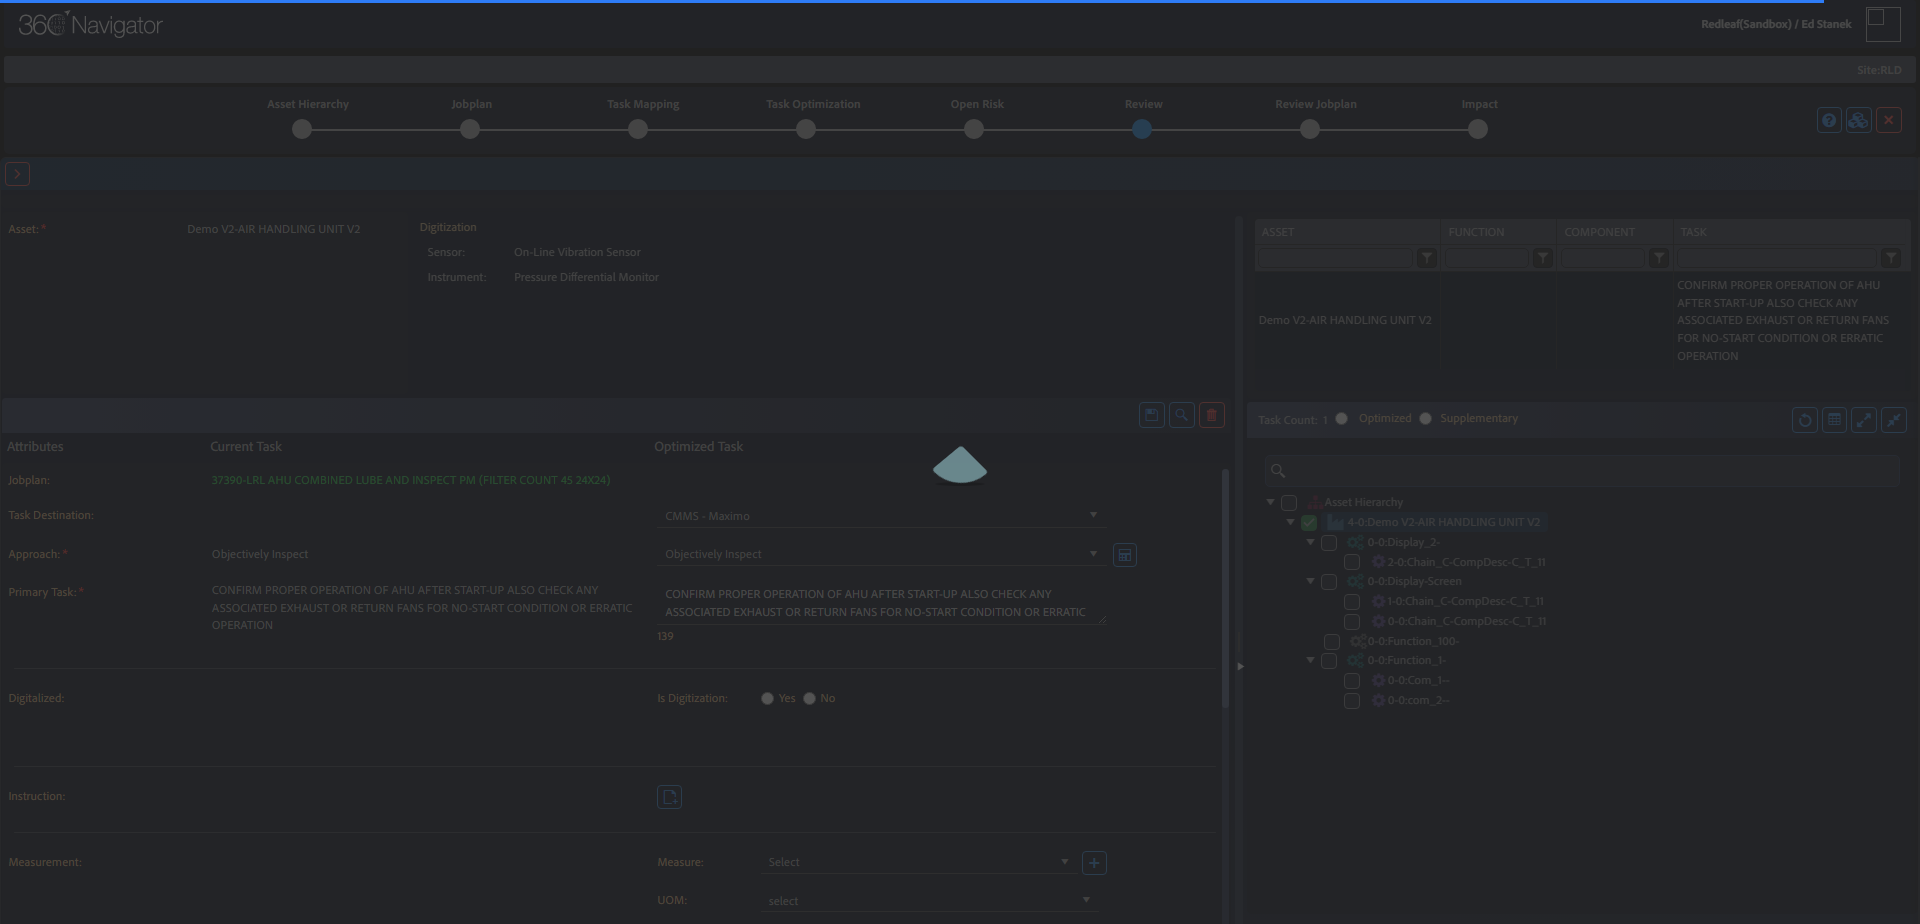 360 Navigator
Redleaf(Sandbox) / Ed Stanek
Site:RLD
Asset Hierarchy
Jobplan
Task Mapping
Task Optimization
Open Risk
Review
Review Jobplan
Impact
Asset:*
Demo V2-AIR HANDLING UNIT V2
Digitization
Sensor:
On-Line Vibration Sensor
Instrument:
Pressure Differential Monitor
ASSET
FUNCTION
COMPONENT
TASK
Demo V2-AIR HANDLING UNIT V2
CONFIRM PROPER OPERATION OF AHU
AFTER START-UP ALSO CHECK ANY
ASSOCIATED EXHAUST OR RETURN FANS
FOR NO-START CONDITION OR ERRATIC
OPERATION
Attributes
Current Task
Optimized Task
Jobplan:
37390-LRL AHU COMBINED LUBE AND INSPECT PM (FILTER COUNT 45 24X24)
Task Destination:
CMMS - Maximo
Approach:*
Objectively Inspect
Objectively Inspect
Primary Task:*
CONFIRM PROPER OPERATION OF AHU AFTER START-UP ALSO CHECK ANY
ASSOCIATED EXHAUST OR RETURN FANS FOR NO-START CONDITION OR ERRATIC
OPERATION
CONFIRM PROPER OPERATION OF AHU AFTER START-UP ALSO CHECK ANY
ASSOCIATED EXHAUST OR RETURN FANS FOR NO-START CONDITION OR ERRATIC
139
Digitalized:
Is Digitization:
Yes
No
Instruction:
Measurement:
Measure:
Select
UOM:
select
Task Count: 1
Optimized
Supplementary
Asset Hierarchy
4-0:Demo V2-AIR HANDLING UNIT V2
0-0:Display_2-
2-0:Chain_C-CompDesc-C_T_11
0-0:Display-Screen
1-0:Chain_C-CompDesc-C_T_11
0-0:Chain_C-CompDesc-C_T_11
0-0:Function_100-
0-0:Function_1-
0-0:Com_1--
0-0:com_2--